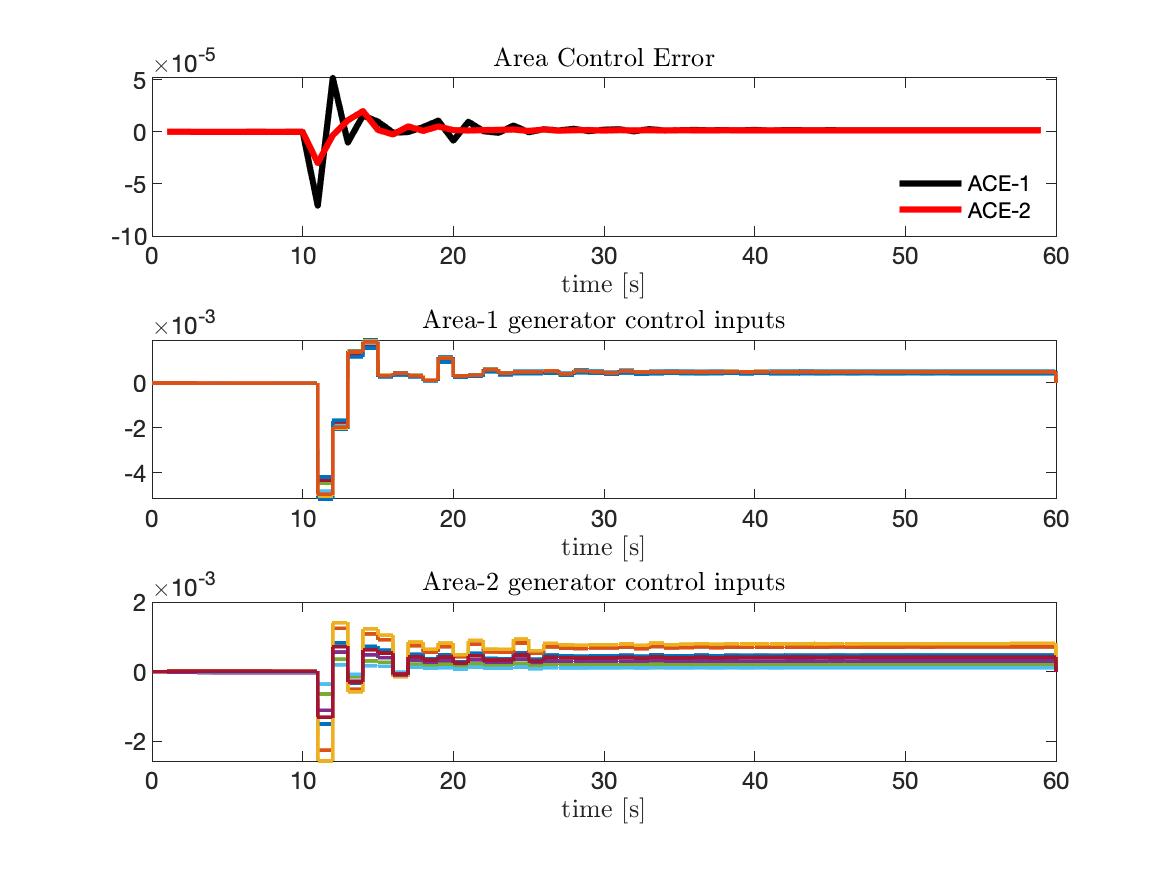 ×10-5
Area Control Error
5
0
-5
-10
ACE-1
ACE-2
0 10 20 30 40 50 60
time [s]
×10-3
Area-1 generator control inputs
0
-2
-4
0 10 20 30 40 50 60
time [s]
×10-3
Area-2 generator control inputs
2
0
-2
0 10 20 30 40 50 60
time [s]